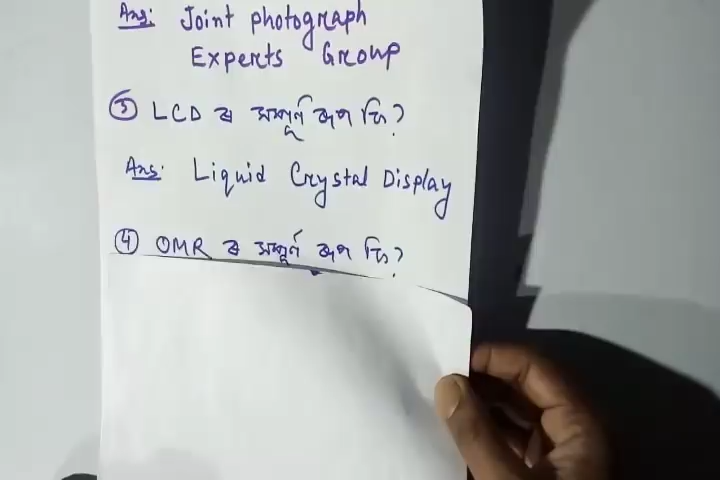 Ans: Joint photograph
Experts Group
③ LCD ৰ সম্পূৰ্ণ ৰূপ কি?
Ans: Liquid Crystal Display
④ OMR ৰ সম্পূৰ্ণ ৰূপ কি?